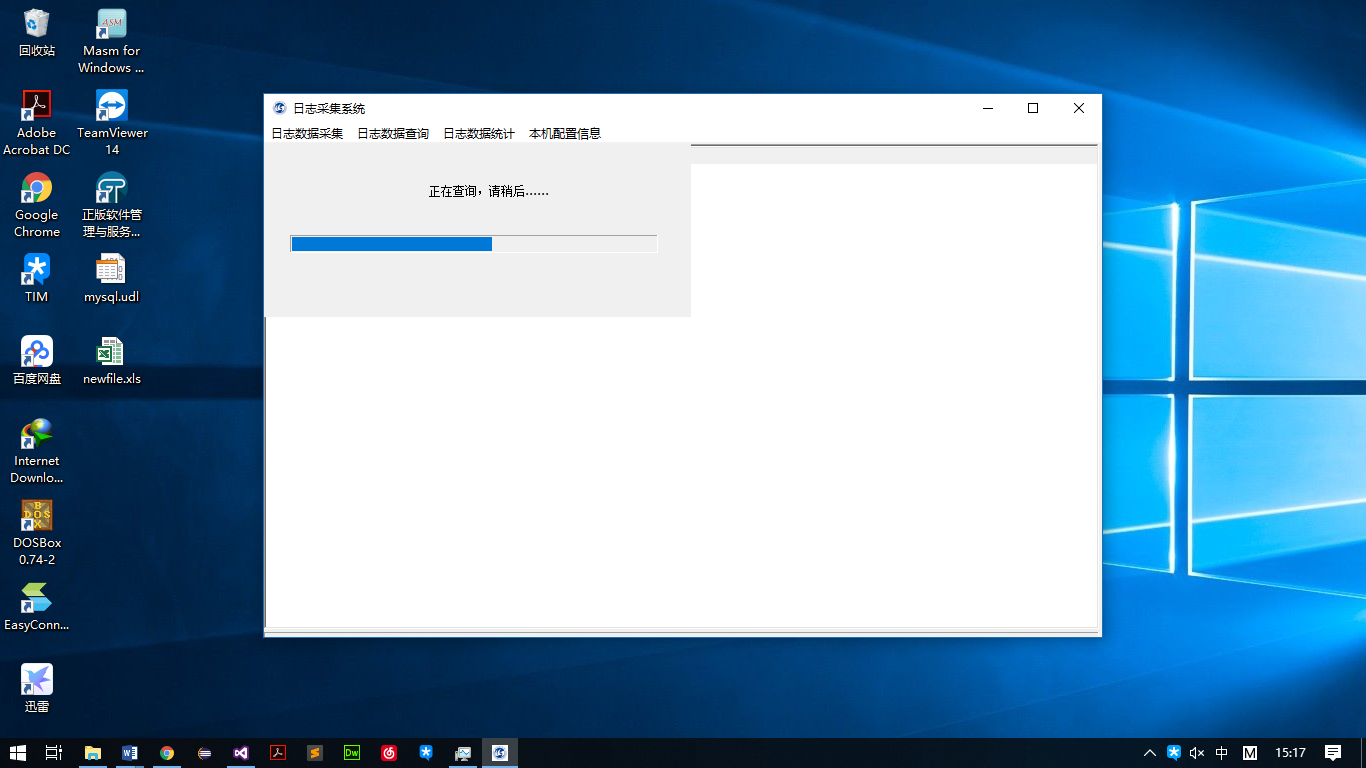 回收站
Masm for
Windows ...
Adobe
Acrobat DC
TeamViewer
14
Google
Chrome
正版软件管
理与服务...
TIM
mysql.udl
百度网盘
newfile.xls
Internet
Downlo...
DOSBox
0.74-2
EasyConn...
迅雷
日志采集系统
日志数据采集 日志数据查询 日志数据统计 本机配置信息
正在查询，请稍后......
中 M 15:17